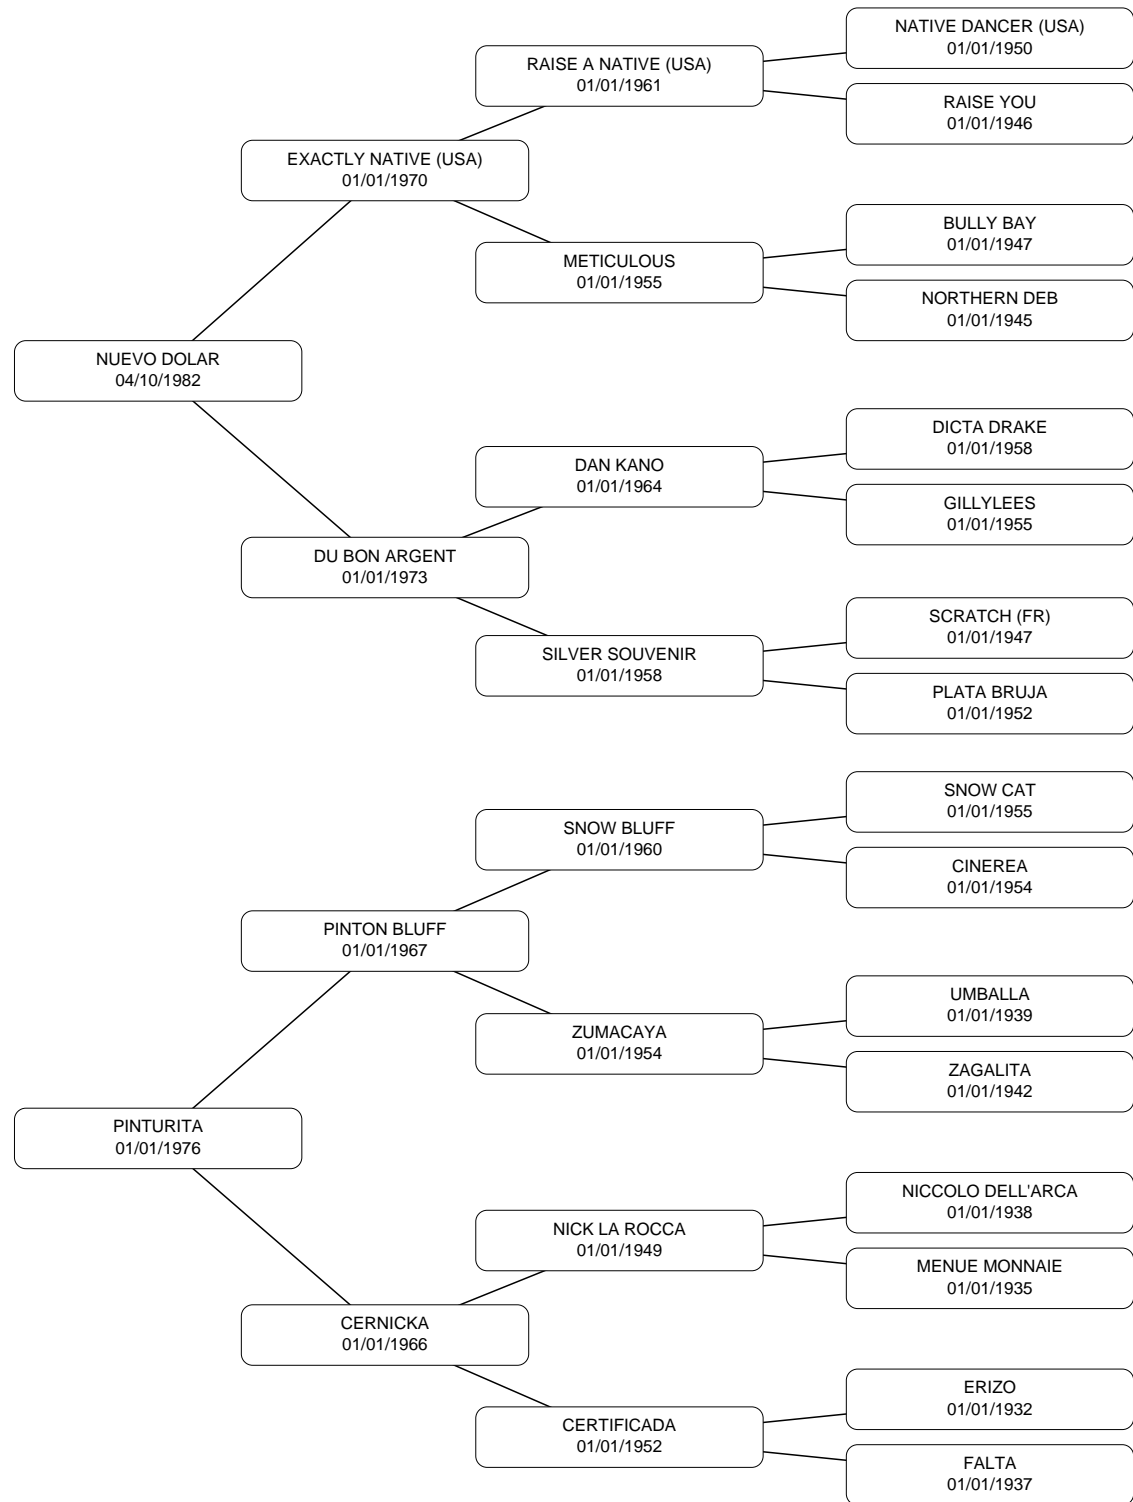 NATIVE DANCER (USA)
01/01/1950
RAISE A NATIVE (USA)
01/01/1961
RAISE YOU
01/01/1946
EXACTLY NATIVE (USA)
01/01/1970
BULLY BAY
01/01/1947
METICULOUS
01/01/1955
NORTHERN DEB
01/01/1945
NUEVO DOLAR
04/10/1982
DICTA DRAKE
01/01/1958
DAN KANO
01/01/1964
GILLYLEES
01/01/1955
DU BON ARGENT
01/01/1973
SCRATCH (FR)
01/01/1947
SILVER SOUVENIR
01/01/1958
PLATA BRUJA
01/01/1952
SNOW CAT
01/01/1955
SNOW BLUFF
01/01/1960
CINEREA
01/01/1954
PINTON BLUFF
01/01/1967
UMBALLA
01/01/1939
ZUMACAYA
01/01/1954
ZAGALITA
01/01/1942
PINTURITA
01/01/1976
NICCOLO DELL'ARCA
01/01/1938
NICK LA ROCCA
01/01/1949
MENUE MONNAIE
01/01/1935
CERNICKA
01/01/1966
ERIZO
01/01/1932
CERTIFICADA
01/01/1952
FALTA
01/01/1937